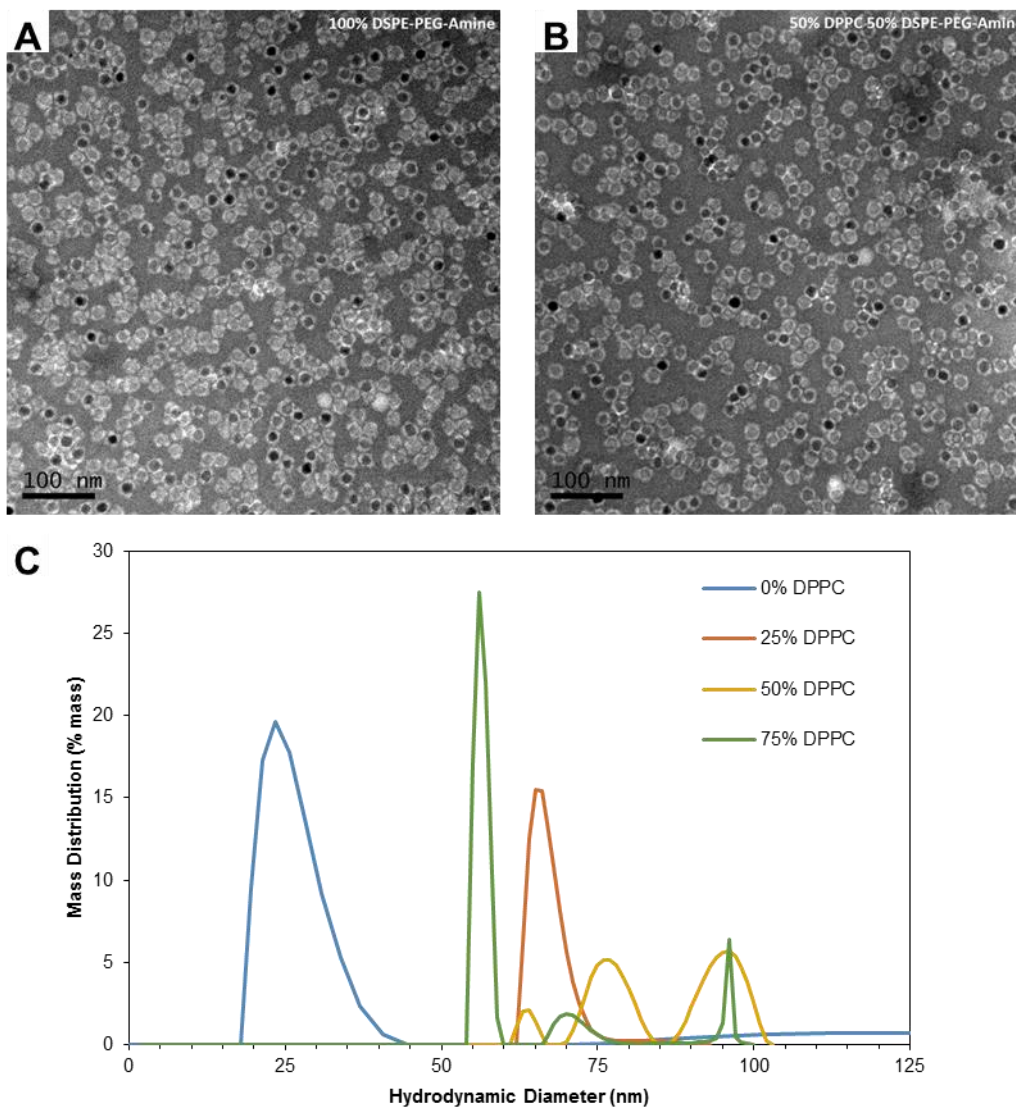 A
100% DSPE-PEG-Amine
B
50% DPPC 50% DSPE-PEG-Amin
100 nm
100 nm
C
30
25
20
15
10
5
0
Mass Distribution (% mass)
0% DPPC
25% DPPC
50% DPPC
75% DPPC
0
25
50
75
100
125
Hydrodynamic Diameter (nm)